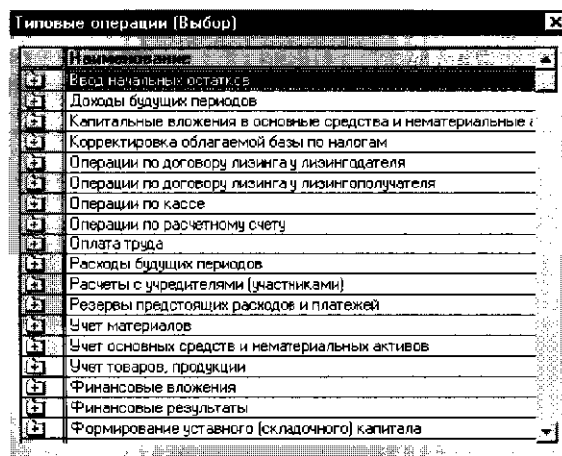 Типовые операции (Выбор)
Наименование
Ввод начальных остатков
Доходы будущих периодов
Капитальные вложения в основные средства и нематериальные а
Корректировка облагаемой базы по налогам
Операции по договору лизинга у лизингодателя
Операции по договору лизинга у лизингополучателя
Операции по кассе
Операции по расчетному счету
Оплата труда
Расходы будущих периодов
Расчеты с учредителями (участниками)
Резервы предстоящих расходов и платежей
Учет материалов
Учет основных средств и нематериальных активов
Учет товаров, продукции
Финансовые вложения
Финансовые результаты
Формирование уставного (складочного) капитала